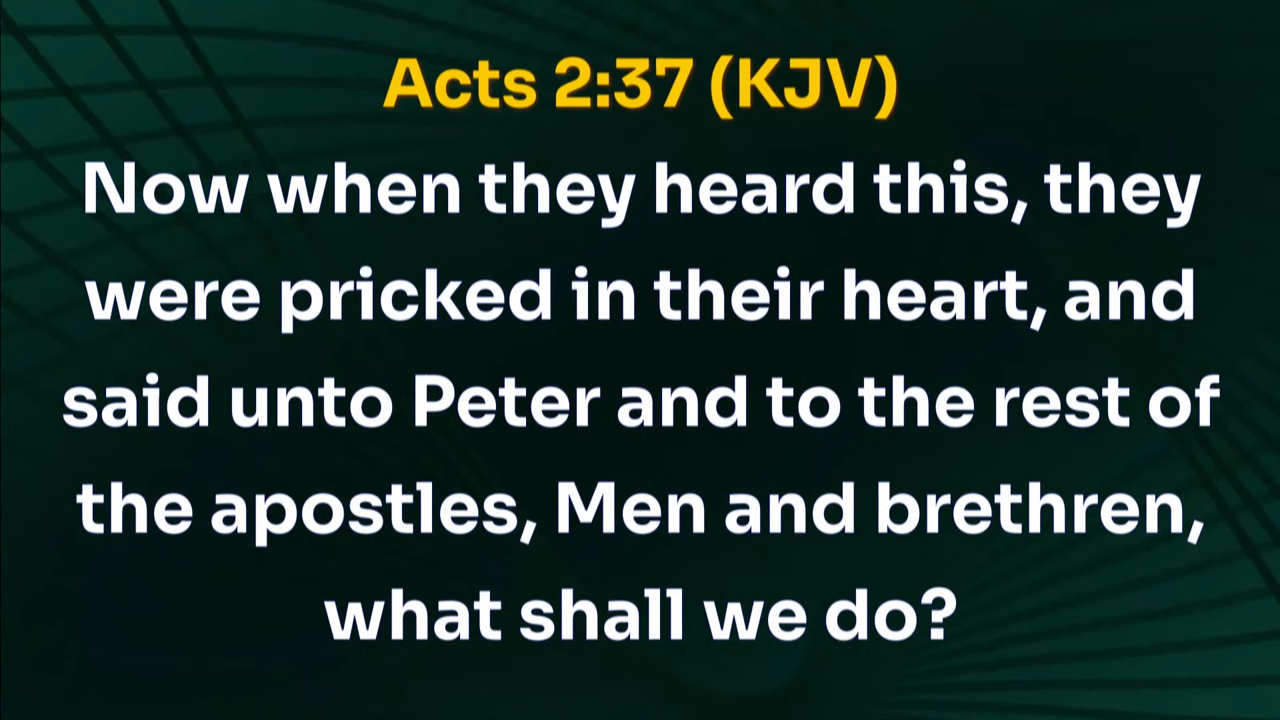 Acts 2:37 (KJV)
Now when they heard this, they
were pricked in their heart, and
said unto Peter and to the rest of
the apostles, Men and brethren,
what shall we do?